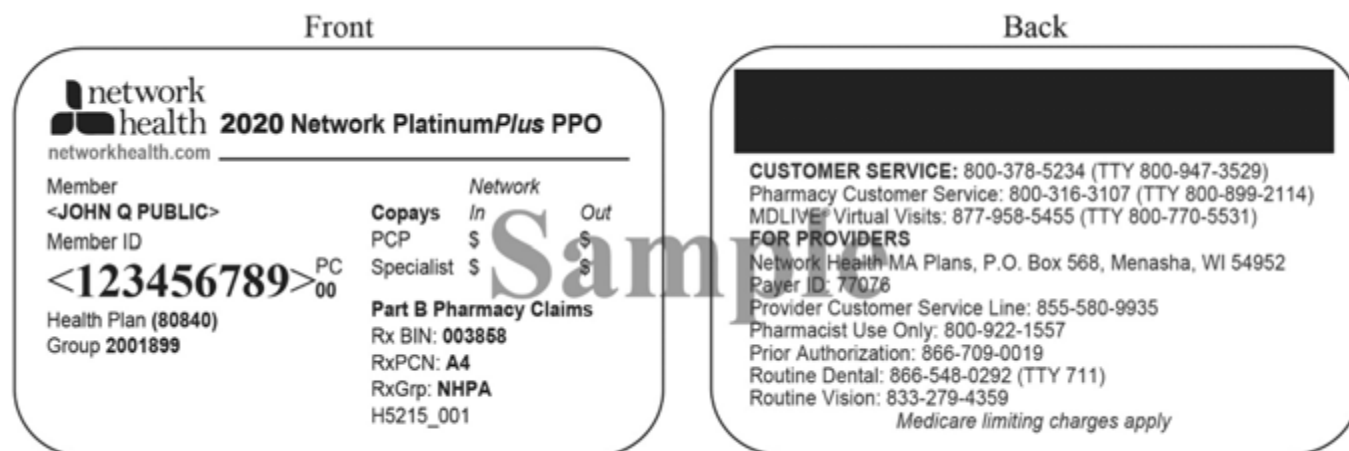 Front
network
health 2020 Network PlatinumPlus PPO
networkhealth.com
Member
<JOHN Q PUBLIC>
Member ID
<123456789> PC
00
Health Plan (80840)
Group 2001899
Network
Copays In Out
PCP $ $
Specialist $ $
Part B Pharmacy Claims
Rx BIN: 003858
RxPCN: A4
RxGrp: NHPA
H5215_001
Sample
Back
CUSTOMER SERVICE: 800-378-5234 (TTY 800-947-3529)
Pharmacy Customer Service: 800-316-3107 (TTY 800-899-2114)
MDLIVE Virtual Visits: 877-958-5455 (TTY 800-770-5531)
FOR PROVIDERS
Network Health MA Plans, P.O. Box 568, Menasha, WI 54952
Payer ID: 77076
Provider Customer Service Line: 855-580-9935
Pharmacist Use Only: 800-922-1557
Prior Authorization: 866-709-0019
Routine Dental: 866-548-0292 (TTY 711)
Routine Vision: 833-279-4359
Medicare limiting charges apply